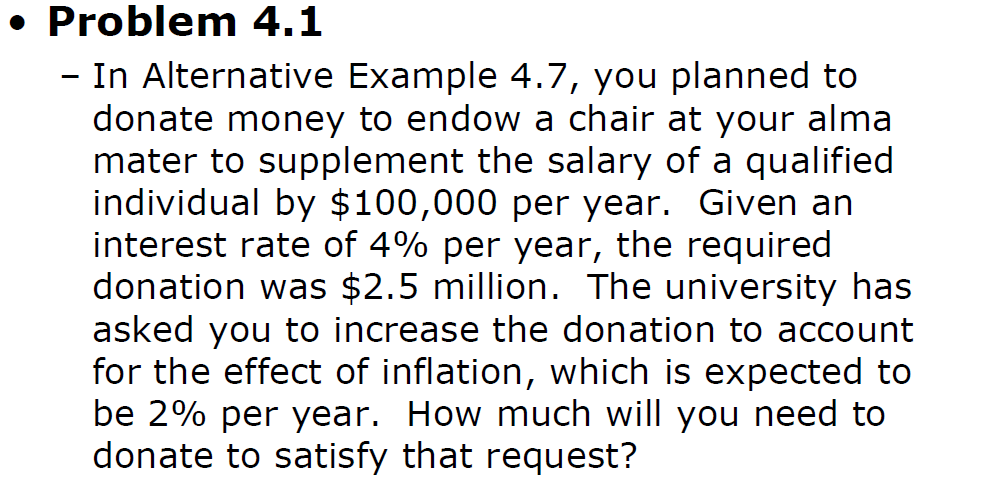 • Problem 4.1
– In Alternative Example 4.7, you planned to
donate money to endow a chair at your alma
mater to supplement the salary of a qualified
individual by $100,000 per year.  Given an
interest rate of 4% per year, the required
donation was $2.5 million.  The university has
asked you to increase the donation to account
for the effect of inflation, which is expected to
be 2% per year.  How much will you need to
donate to satisfy that request?